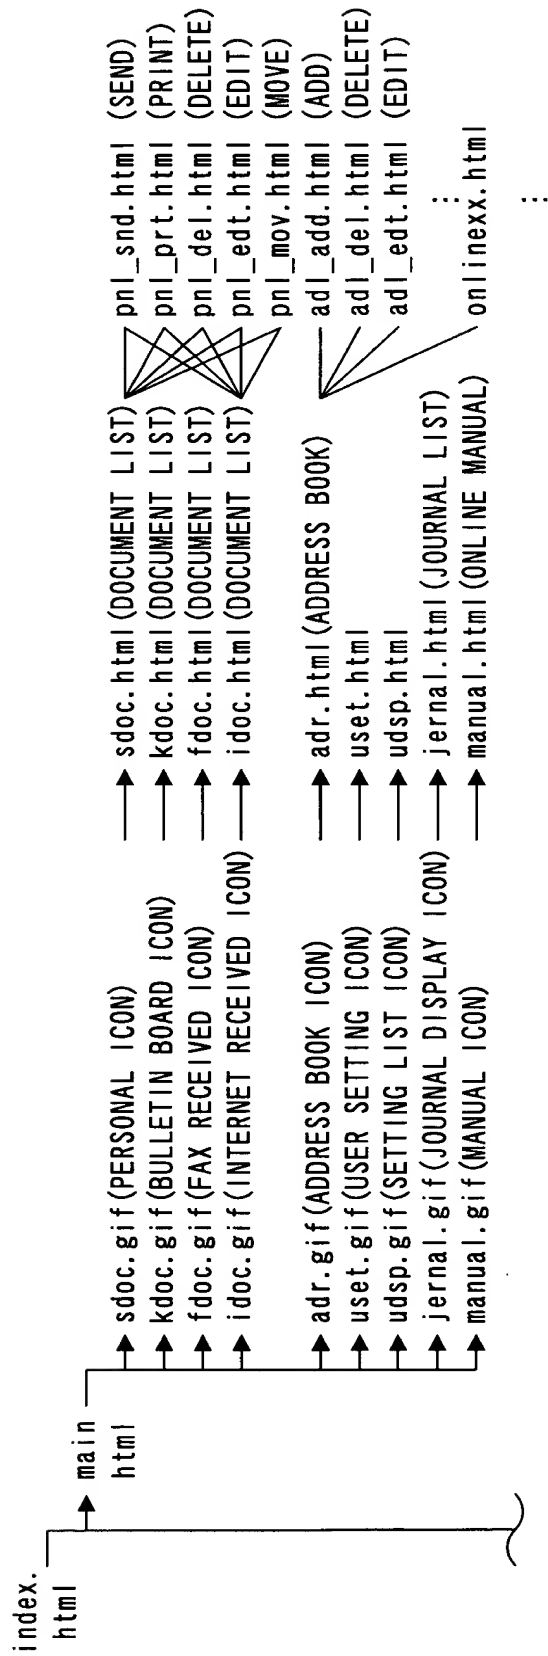 index.
html
main
html
sdoc.gif(PERSONAL ICON)
kdoc.gif(BULLETIN BOARD ICON)
fdoc.gif(FAX RECEIVED ICON)
idoc.gif(INTERNET RECEIVED ICON)
adr.gif(ADDRESS BOOK ICON)
uset.gif(USER SETTING ICON)
udsp.gif(SETTING LIST ICON)
jernal.gif(JOURNAL DISPLAY ICON)
manual.gif(MANUAL ICON)
sdoc.html(DOCUMENT LIST)
kdoc.html(DOCUMENT LIST)
fdoc.html(DOCUMENT LIST)
idoc.html(DOCUMENT LIST)
adr.html(ADDRESS BOOK)
uset.html
udsp.html
jernal.html(JOURNAL LIST)
manual.html(ONLINE MANUAL)
pnl_snd.html (SEND)
pnl_prt.html (PRINT)
pnl_del.html (DELETE)
pnl_edt.html (EDIT)
pnl_mov.html (MOVE)
adl_add.html (ADD)
adl_del.html (DELETE)
adl_edt.html (EDIT)
onlinexx.html